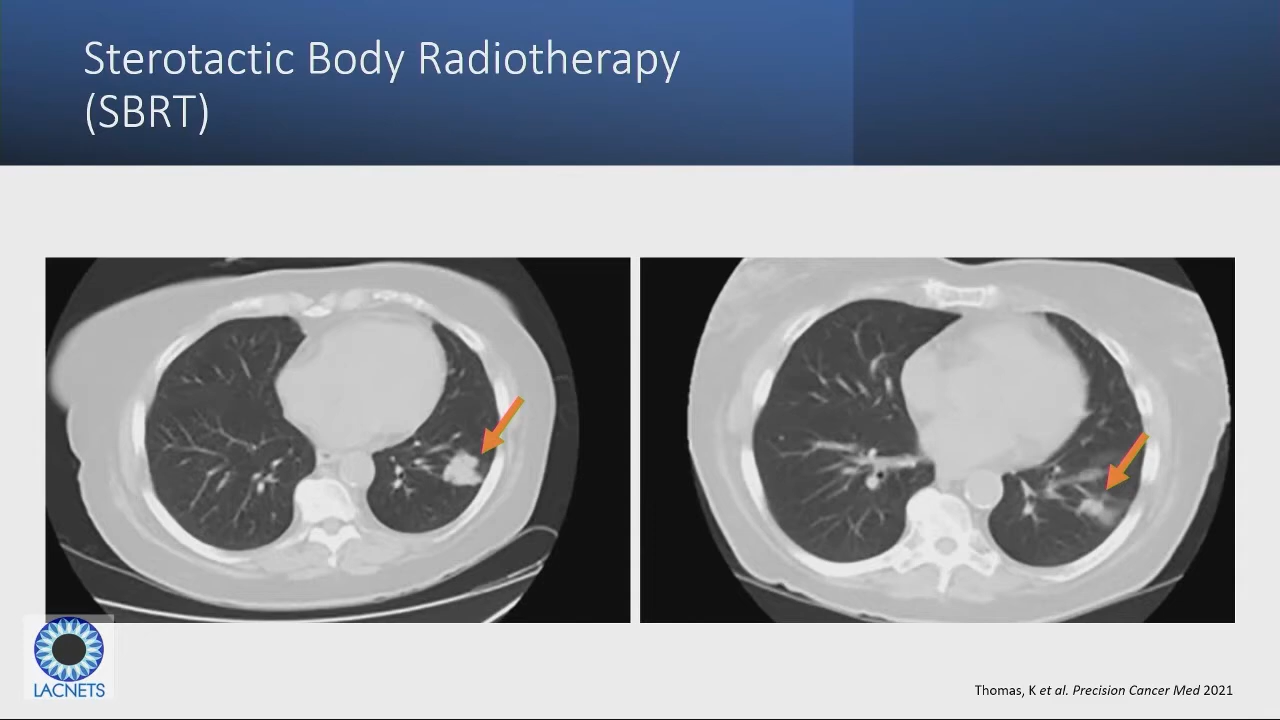 Sterotactic Body Radiotherapy
(SBRT)
LACNETS
Thomas, K et al. Precision Cancer Med 2021